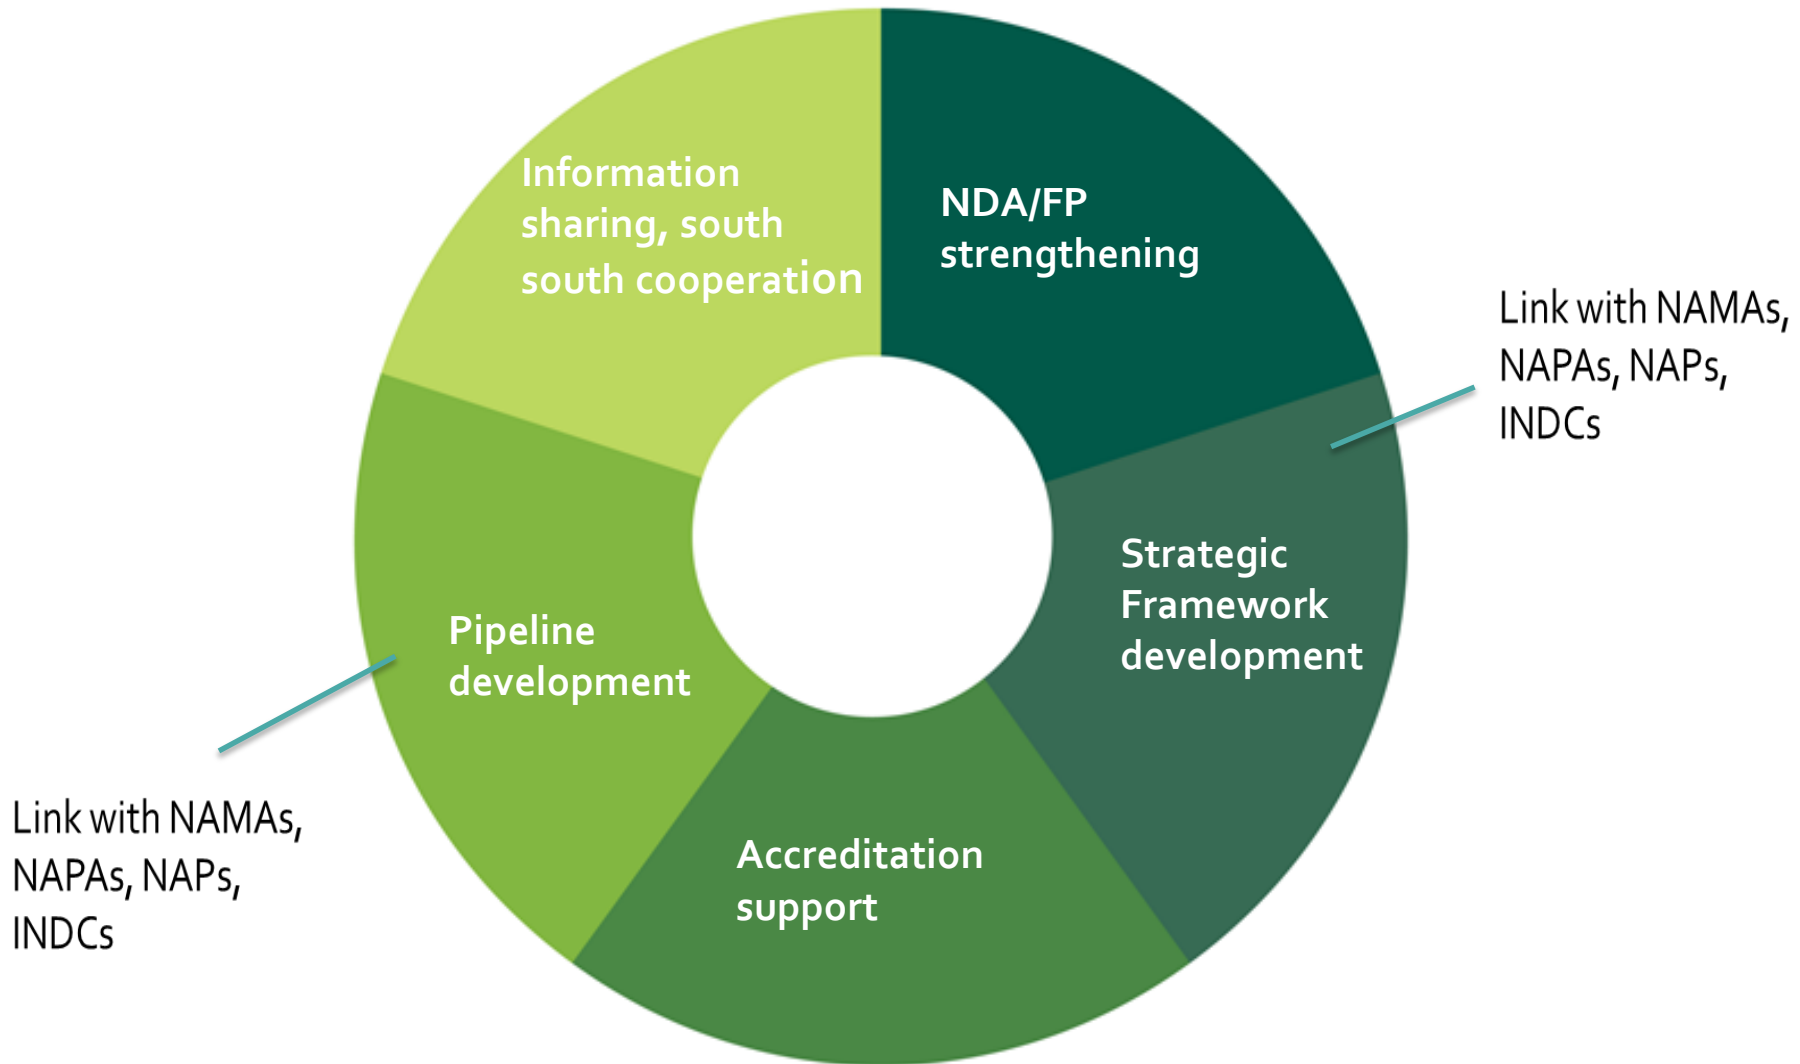 Information
sharing, south
south cooperation
NDA/FP
strengthening
Link with NAMAs,
NAPAs, NAPs,
INDCs
Strategic
Framework
development
Pipeline
development
Link with NAMAs,
NAPAs, NAPs,
INDCs
Accreditation
support